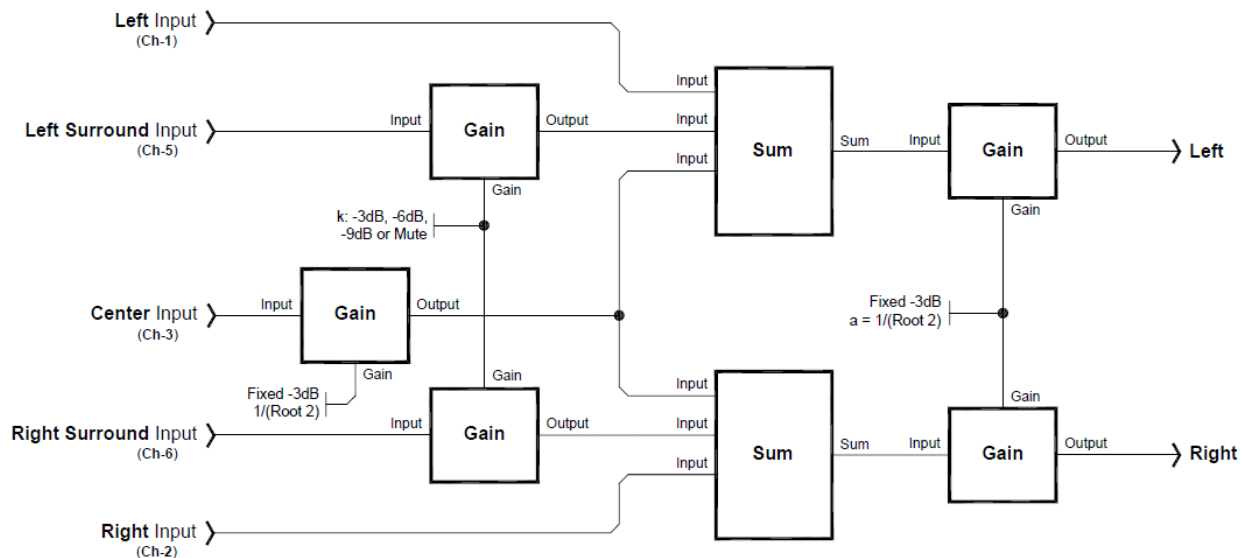 Left Input
(Ch-1)
Input
Left Surround Input
(Ch-5)
Input
Gain
Output
Input
Input
Sum
Sum
Input
Gain
Output
Left
Gain
Gain
k: -3dB, -6dB,
-9dB or Mute
Center Input
(Ch-3)
Input
Gain
Output
Fixed -3dB
a = 1/(Root 2)
Gain
Fixed -3dB
1/(Root 2)
Gain
Input
Gain
Right Surround Input
(Ch-6)
Input
Gain
Output
Input
Input
Sum
Sum
Input
Gain
Output
Right
Right Input
(Ch-2)